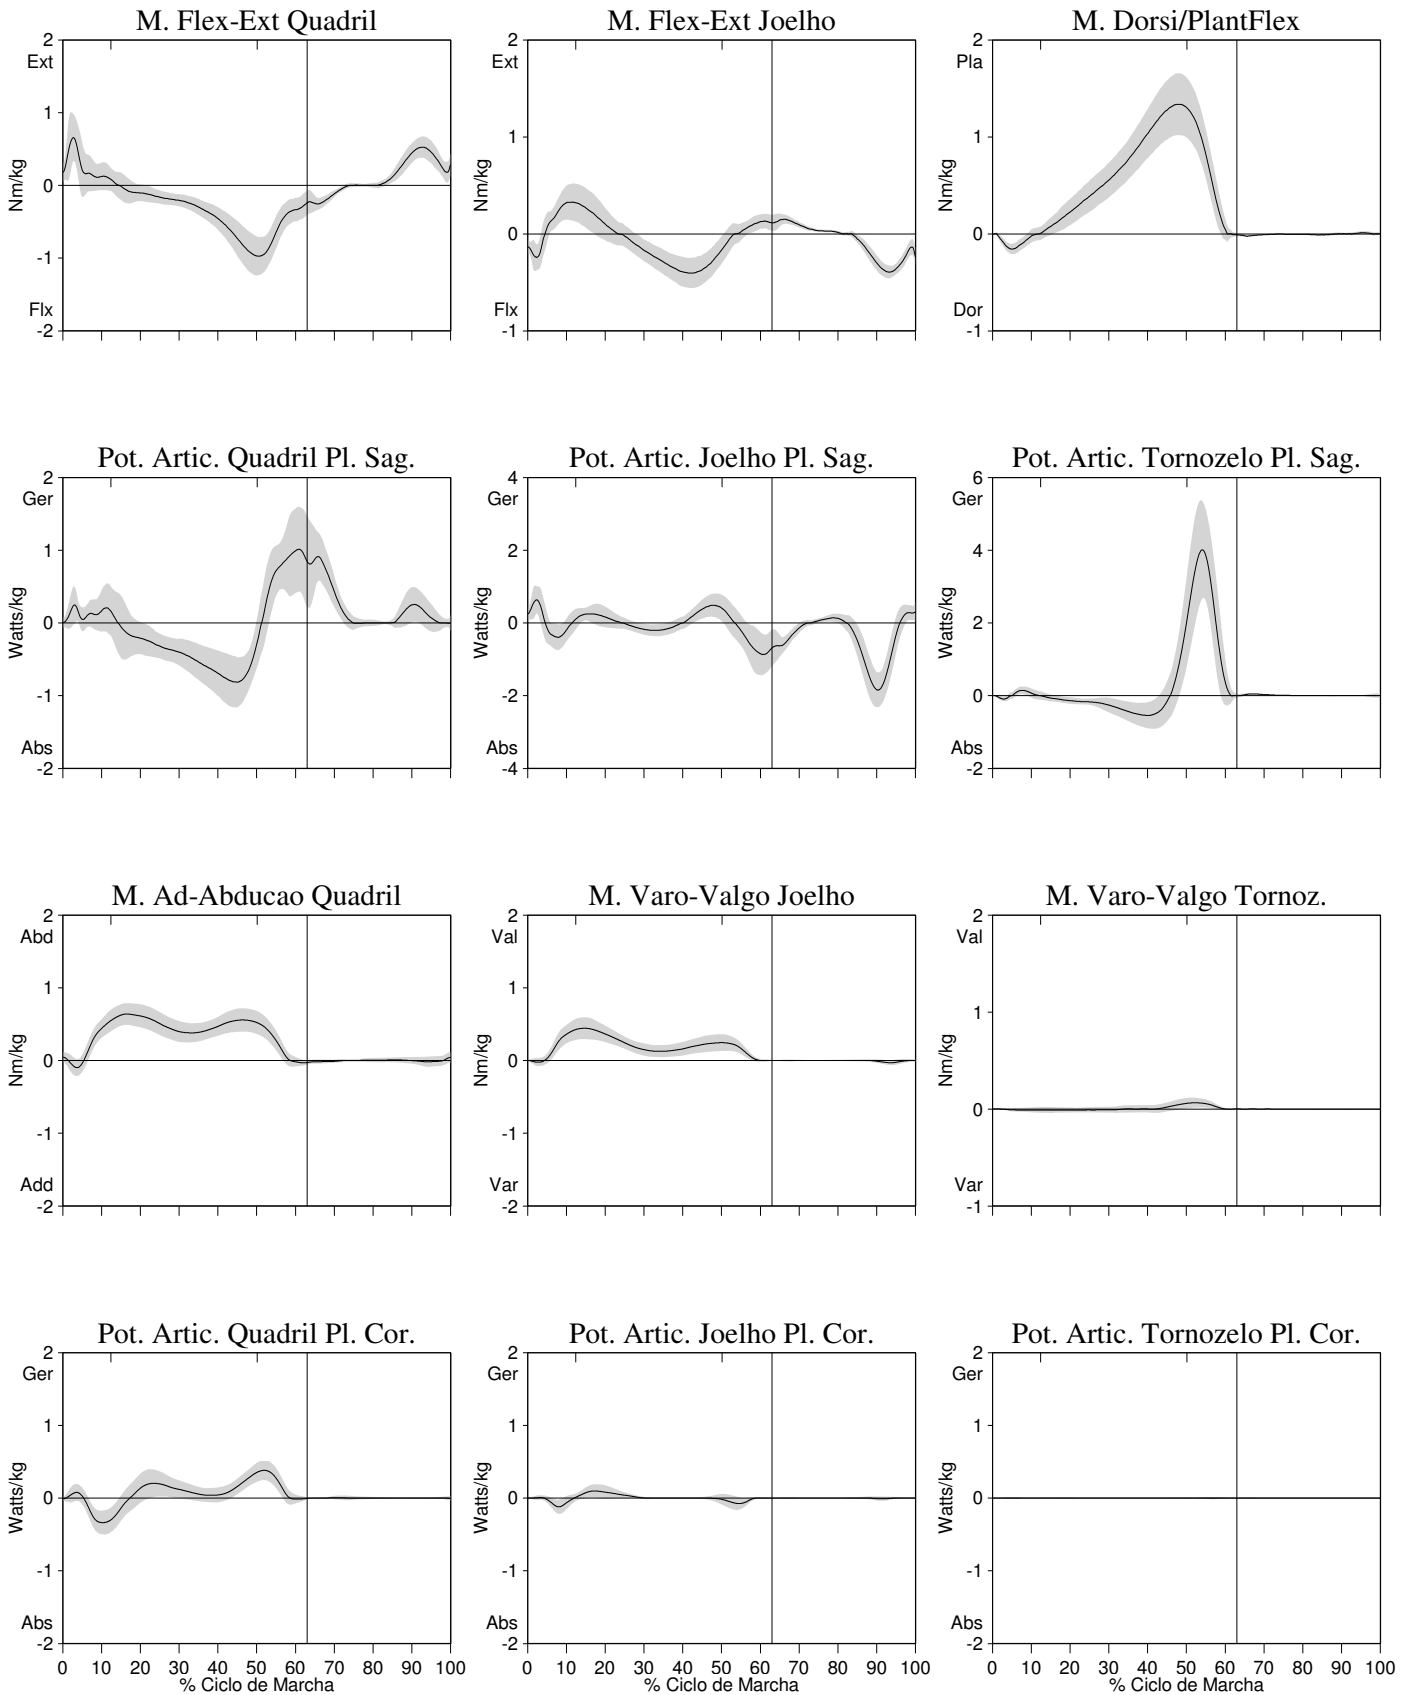 M. Flex-Ext Quadril
2
Ext
1
Nm/kg
0
-1
Flx
-2
M. Flex-Ext Joelho
2
Ext
1
Nm/kg
0
Flx
-1
M. Dorsi/PlantFlex
2
Pla
1
Nm/kg
0
Dor
-1
Pot. Artic. Quadril Pl. Sag.
2
Ger
1
Watts/kg
0
-1
Abs
-2
Pot. Artic. Joelho Pl. Sag.
4
Ger
2
Watts/kg
0
-2
Abs
-4
Pot. Artic. Tornozelo Pl. Sag.
6
Ger
4
Watts/kg
2
0
Abs
-2
M. Ad-Abducao Quadril
2
Abd
1
Nm/kg
0
-1
Add
-2
M. Varo-Valgo Joelho
2
Val
1
Nm/kg
0
-1
Var
-2
M. Varo-Valgo Tornoz.
2
Val
1
Nm/kg
0
Var
-1
Pot. Artic. Quadril Pl. Cor.
2
Ger
1
Watts/kg
0
-1
Abs
-2
0 10 20 30 40 50 60 70 80 90 100
% Ciclo de Marcha
Pot. Artic. Joelho Pl. Cor.
2
Ger
1
Watts/kg
0
-1
Abs
-2
0 10 20 30 40 50 60 70 80 90 100
% Ciclo de Marcha
Pot. Artic. Tornozelo Pl. Cor.
2
Ger
1
Watts/kg
0
-1
Abs
-2
0 10 20 30 40 50 60 70 80 90 100
% Ciclo de Marcha